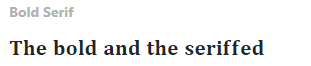 Bold Serif
The bold and the seriffed